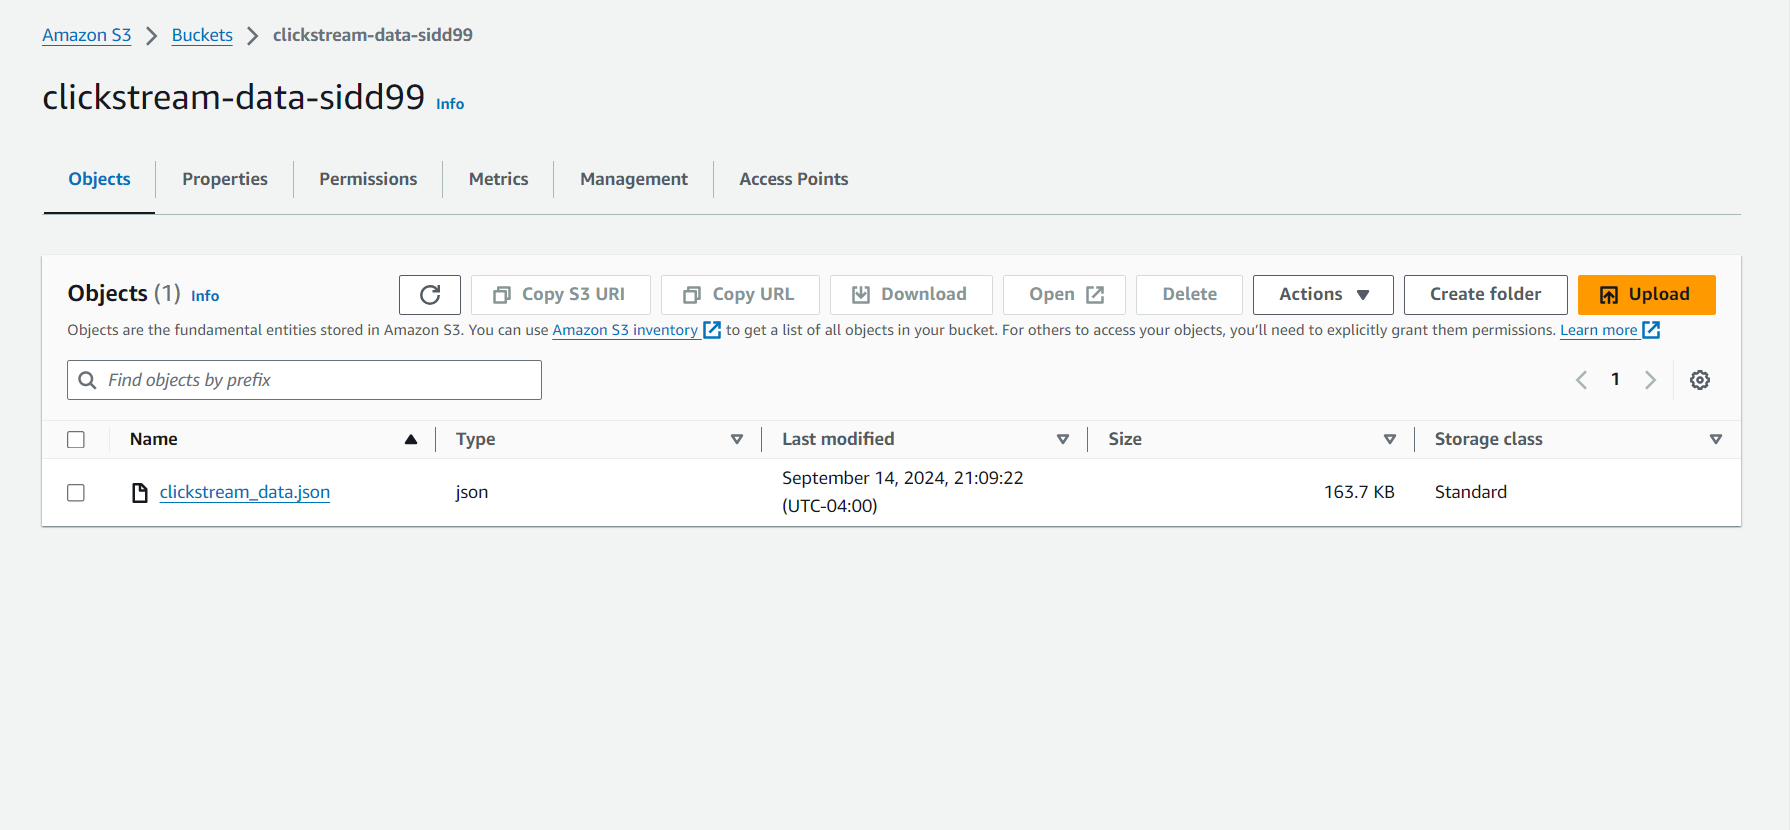 Amazon S3 > Buckets > clickstream-data-sidd99
clickstream-data-sidd99 Info
Objects Properties Permissions Metrics Management Access Points
Objects (1) Info Copy S3 URI Copy URL Download Open Delete Actions Create folder Upload
Objects are the fundamental entities stored in Amazon S3. You can use Amazon S3 inventory to get a list of all objects in your bucket. For others to access your objects, you’ll need to explicitly grant them permissions. Learn more
Find objects by prefix 1
Name Type Last modified Size Storage class
clickstream_data.json json September 14, 2024, 21:09:22 163.7 KB Standard
(UTC-04:00)